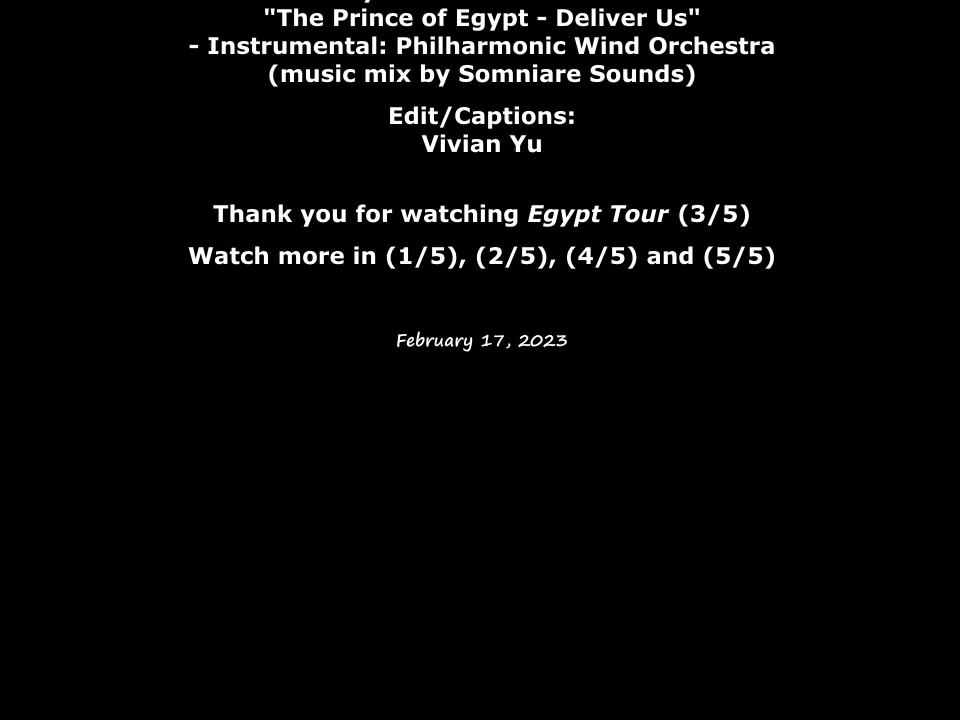 "The Prince of Egypt - Deliver Us"
- Instrumental: Philharmonic Wind Orchestra
(music mix by Somniare Sounds)
Edit/Captions:
Vivian Yu
Thank you for watching Egypt Tour (3/5)
Watch more in (1/5), (2/5), (4/5) and (5/5)
February 17, 2023